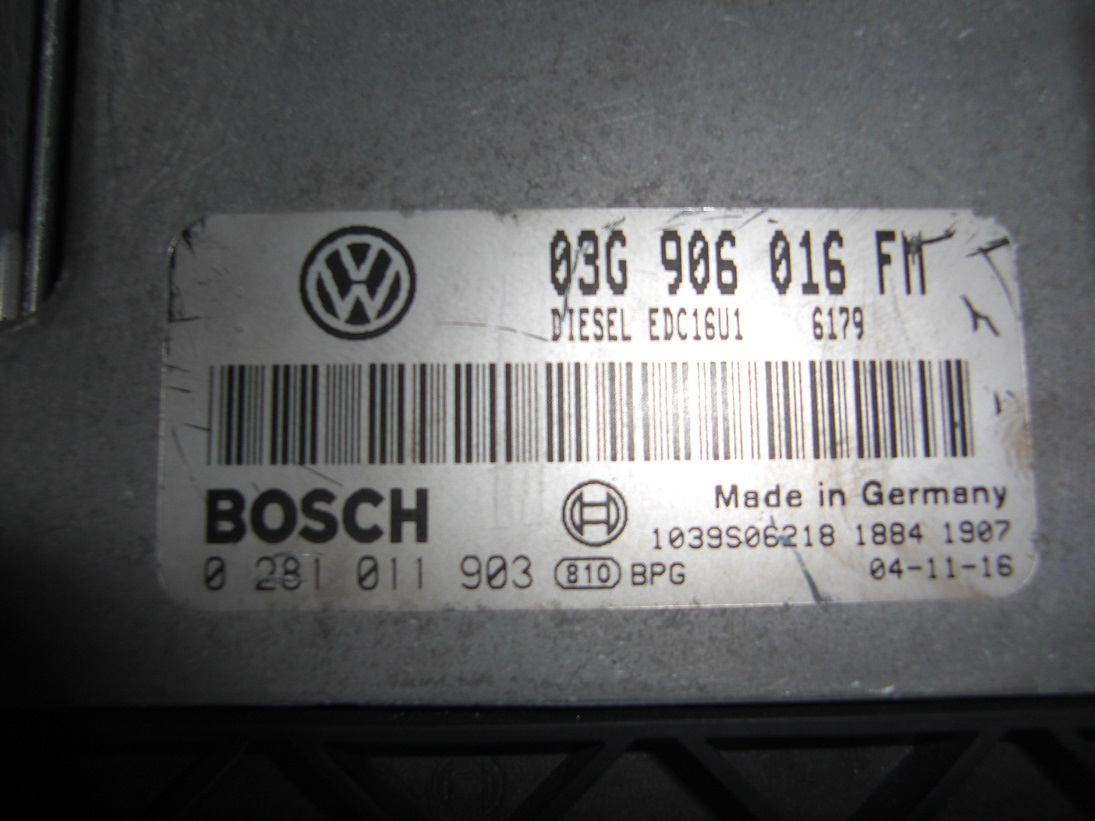 03G 906 016 FM
DIESEL EDC16U1 6179
BOSCH
Made in Germany
1039S06218 1884 1907
0 281 011 903 810 BPG 04-11-16